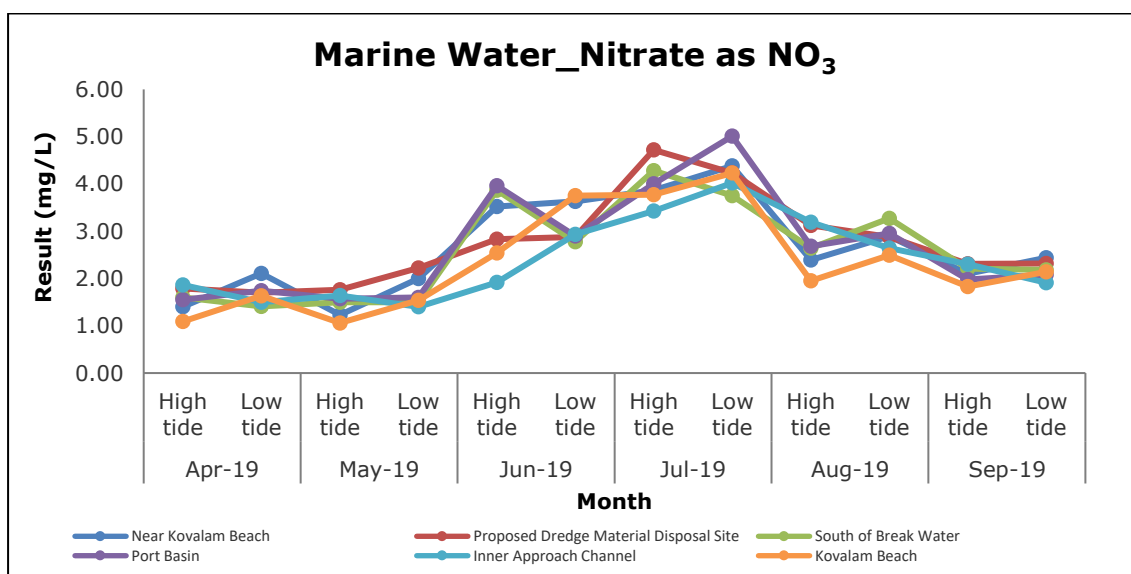 Marine Water_Nitrate as NO₃
6.00
5.00
4.00
3.00
2.00
1.00
0.00
Result (mg/L)
High tide Low tide High tide Low tide High tide Low tide High tide Low tide High tide Low tide High tide Low tide
Apr-19 May-19 Jun-19 Jul-19 Aug-19 Sep-19
Month
Near Kovalam Beach Proposed Dredge Material Disposal Site South of Break Water
Port Basin Inner Approach Channel Kovalam Beach